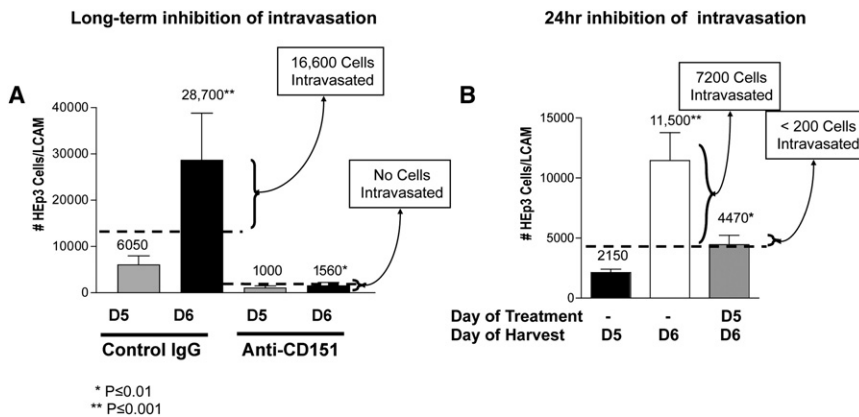 Long-term inhibition of intravasation
24hr inhibition of intravasation
A
# HEp3 Cells/LCAM
40000
30000
20000
10000
0
16,600 Cells
Intravasated
28,700**
6050
No Cells
Intravasated
1000
1560*
D5
D6
D5
D6
Control IgG
Anti-CD151
* P≤0.01
** P≤0.001
B
# HEp3 Cells/LCAM
15000
10000
5000
0
7200 Cells
Intravasated
11,500**
< 200 Cells
Intravasated
4470*
2150
Day of Treatment
-
-
D5
Day of Harvest
D5
D6
D6